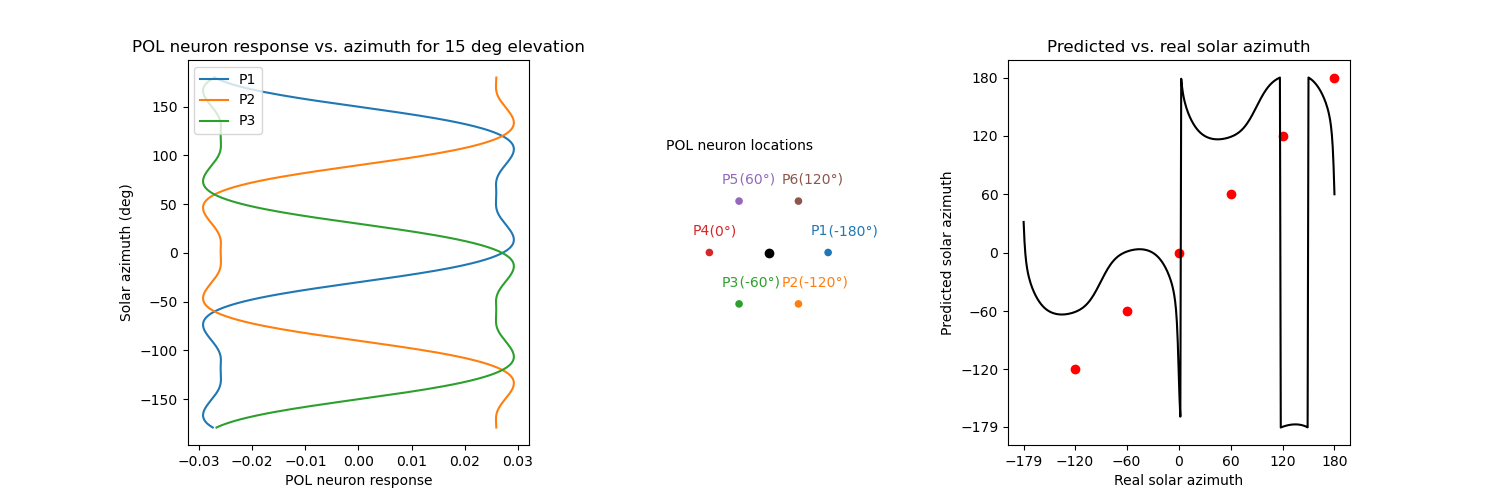 POL neuron response vs. azimuth for 15 deg elevation
P1
P2
P3
150
100
50
0
−50
−100
−150
Solar azimuth (deg)
−0.03 −0.02 −0.01 0.00 0.01 0.02 0.03
POL neuron response
POL neuron locations
P5(60°) P6(120°)
P4(0°) P1(-180°)
P3(-60°) P2(-120°)
Predicted vs. real solar azimuth
180
120
60
0
−60
−120
−179
Predicted solar azimuth
−179 −120 −60 0 60 120 180
Real solar azimuth